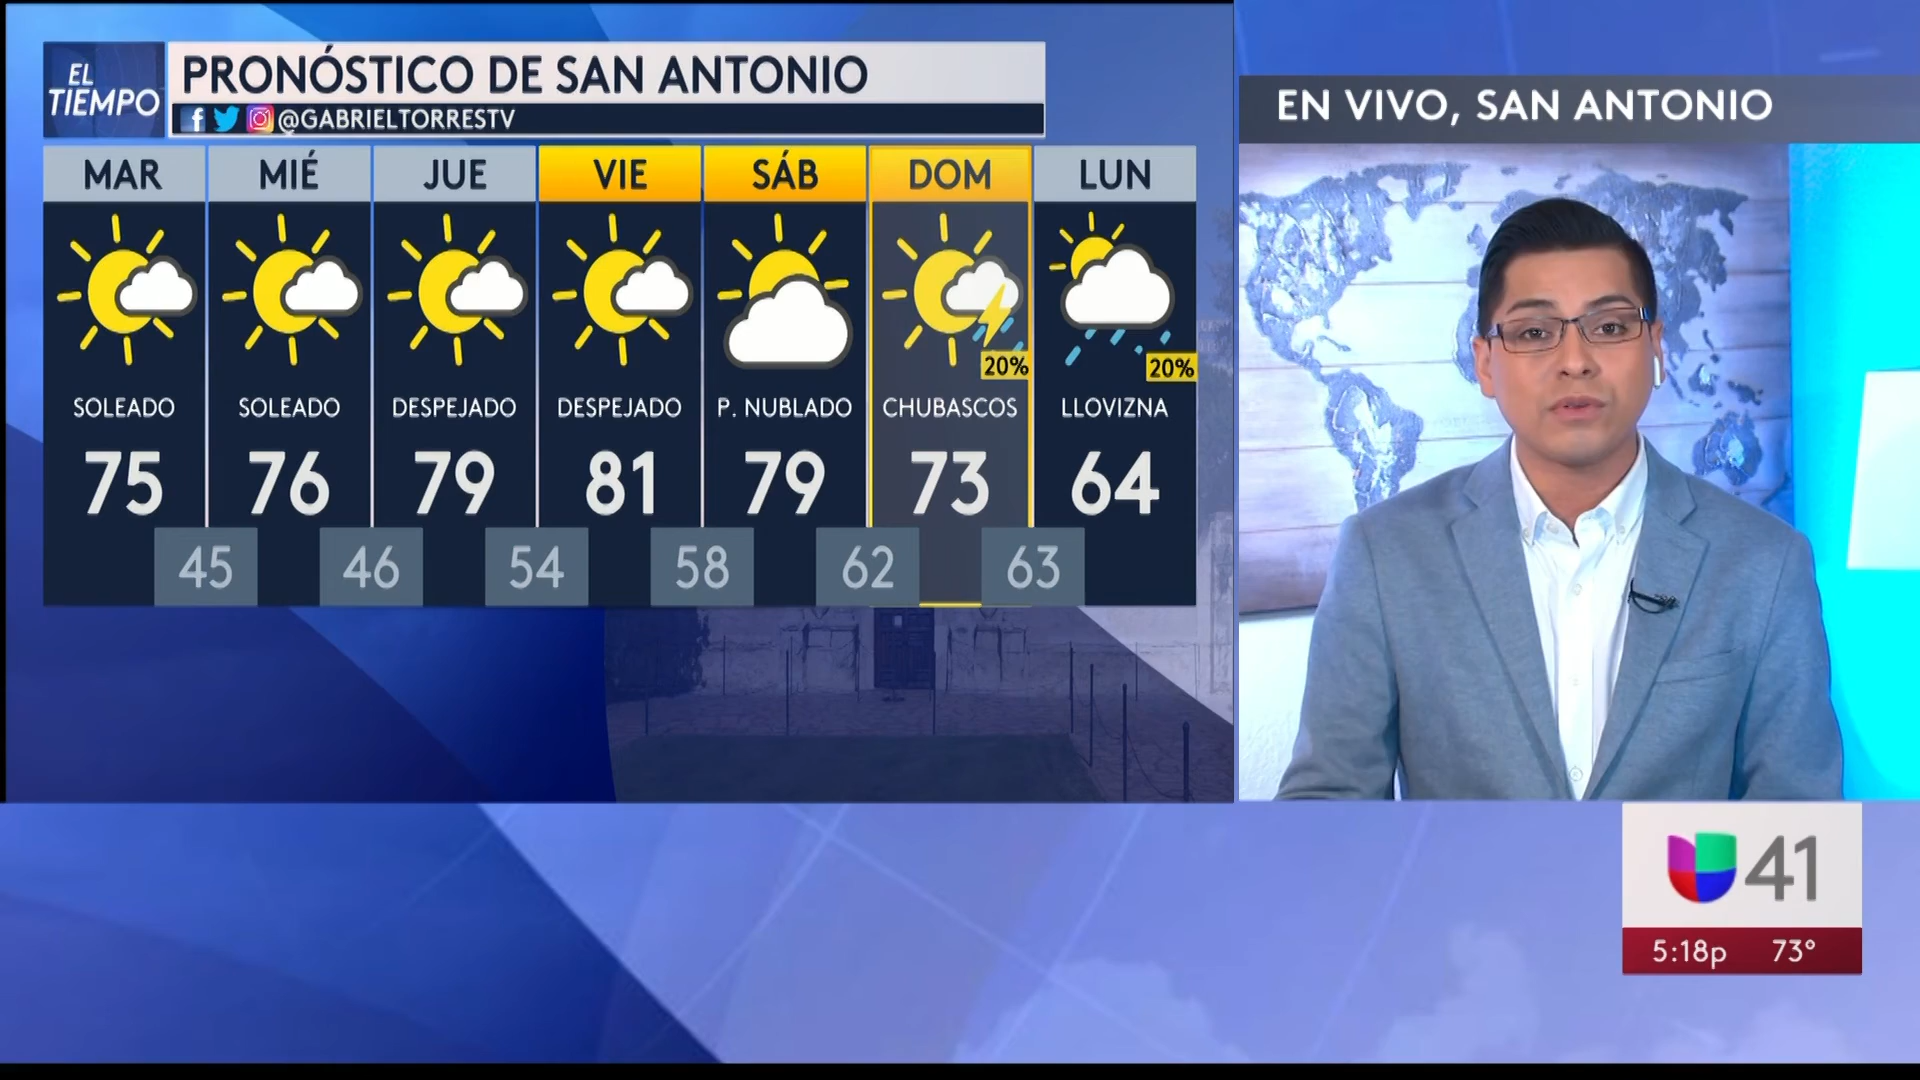 EL
TIEMPO
PRONÓSTICO DE SAN ANTONIO
@GABRIELTORRESTV
MAR MIÉ JUE VIE SÁB DOM LUN
20% 20%
SOLEADO SOLEADO DESPEJADO DESPEJADO P. NUBLADO CHUBASCOS LLOVIZNA
75 76 79 81 79 73 64
45 46 54 58 62 63
EN VIVO, SAN ANTONIO
41
5:18p 73°